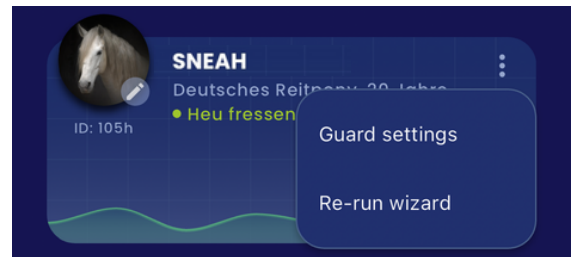 SNEAH
Deutsches Reitpony, 20 Jahre
Heu fressen
ID: 105h
Guard settings
Re-run wizard